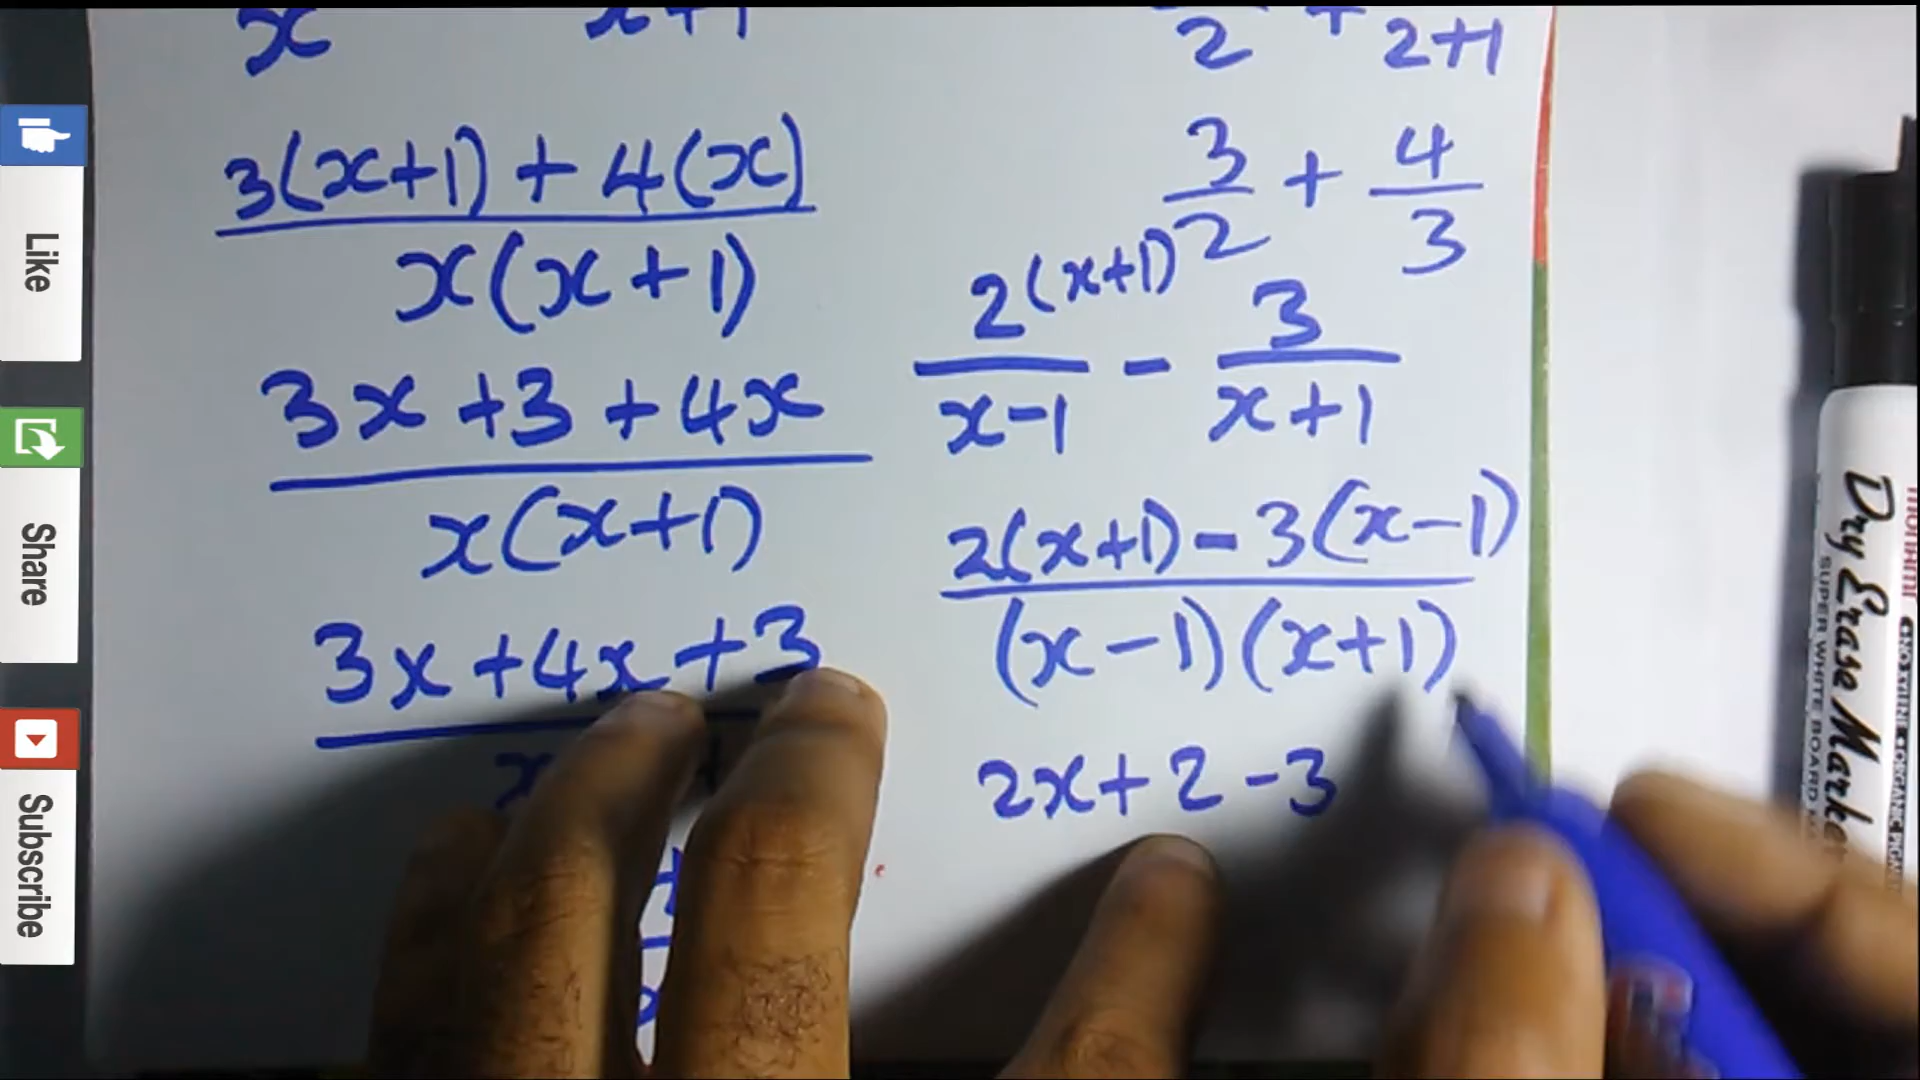 x x+1
2 + 2+1
3(x+1) + 4(x)
x(x+1)
3x+3+4x
x(x+1)
3x+4x+3
x
3/2 + 4/3
2(x+1) 3
x-1 - x+1
2(x+1)-3(x-1)
(x-1)(x+1)
2x+2-3
Like
Share
Subscribe
Dry Erase Marker
SUPER WHITE BOARD